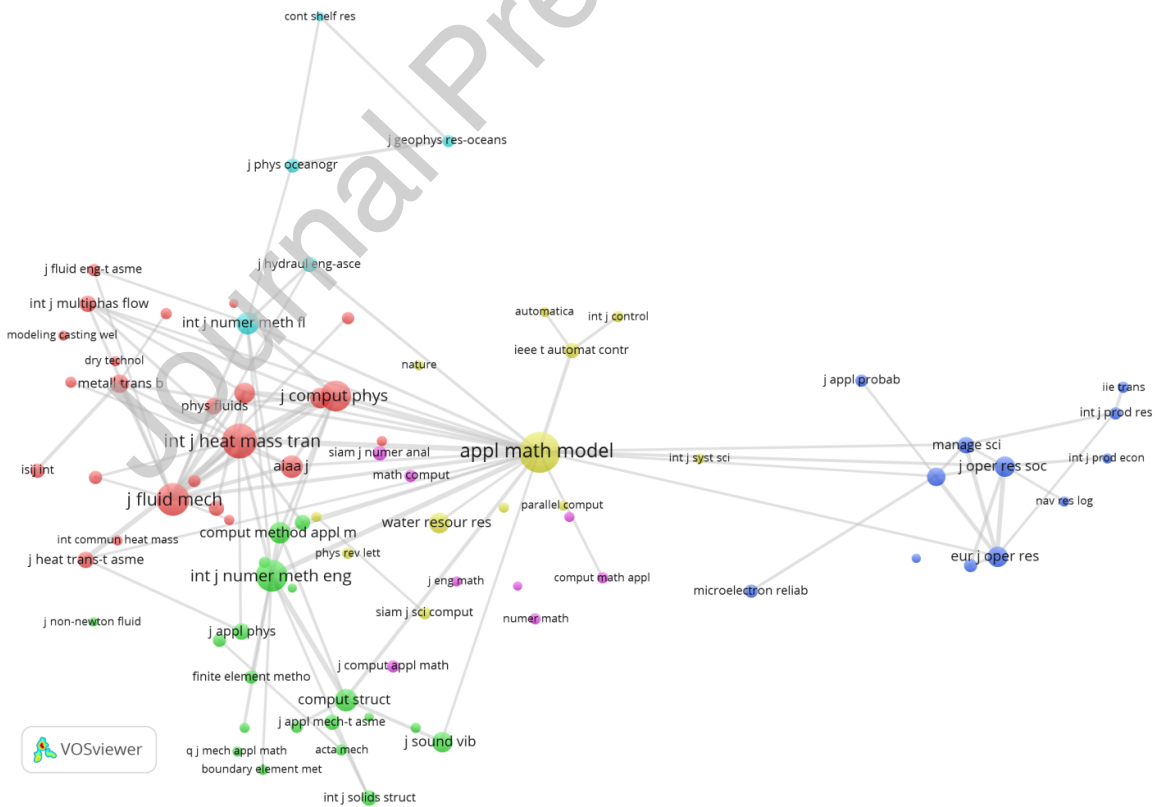 cont shelf res
Journal Pre
j geophys res-oceans
j phys oceanogr
j hydraul eng-asce
j fluid eng-t asme
int j multiphas flow
automatica
int j control
int j numer meth fl
modeling casting wel
ieee t automat contr
dry technol
nature
metall trans b
j appl probab
iie trans
j comput phys
phys fluids
int j prod res
int j heat mass tran
siam j numer anal
appl math model
manage sci
int j syst sci
int j prod econ
j oper res soc
isij int
aiaa j
math comput
j fluid mech
nav res log
parallel comput
water resour res
comput method appl m
int commun heat mass
phys rev lett
j heat trans-t asme
eur j oper res
int j numer meth eng
j eng math
comput math appl
microelectron reliab
siam j sci comput
numer math
j non-newton fluid
j appl phys
j comput appl math
finite element metho
comput struct
j appl mech-t asme
j sound vib
VOSviewer
q j mech appl math
acta mech
boundary element met
int j solids struct